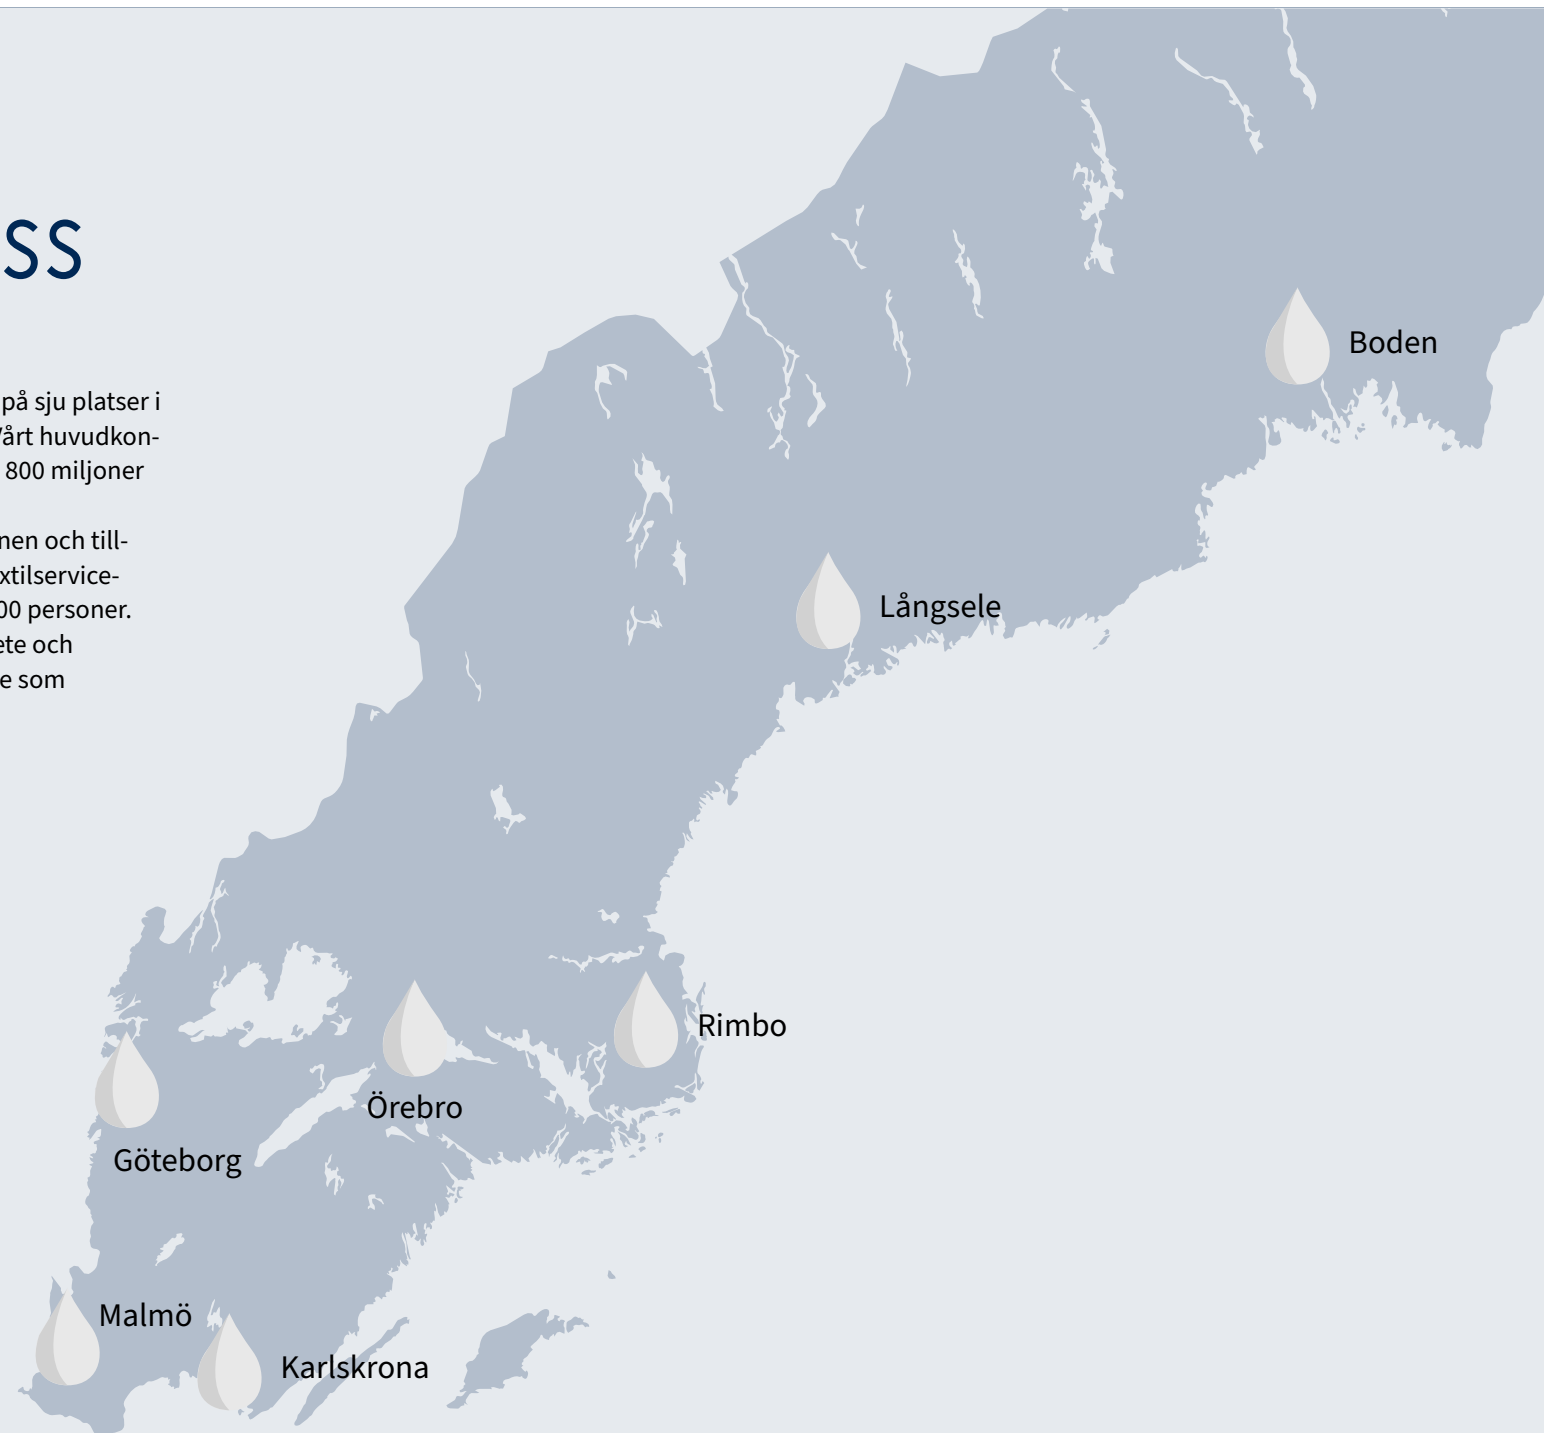 ss
på sju platser i
Vårt huvudkon-
800 miljoner
nen och till-
xtilservice-
00 personer.
ete och
e som
Boden
Långsele
Rimbo
Örebro
Göteborg
Malmö
Karlskrona